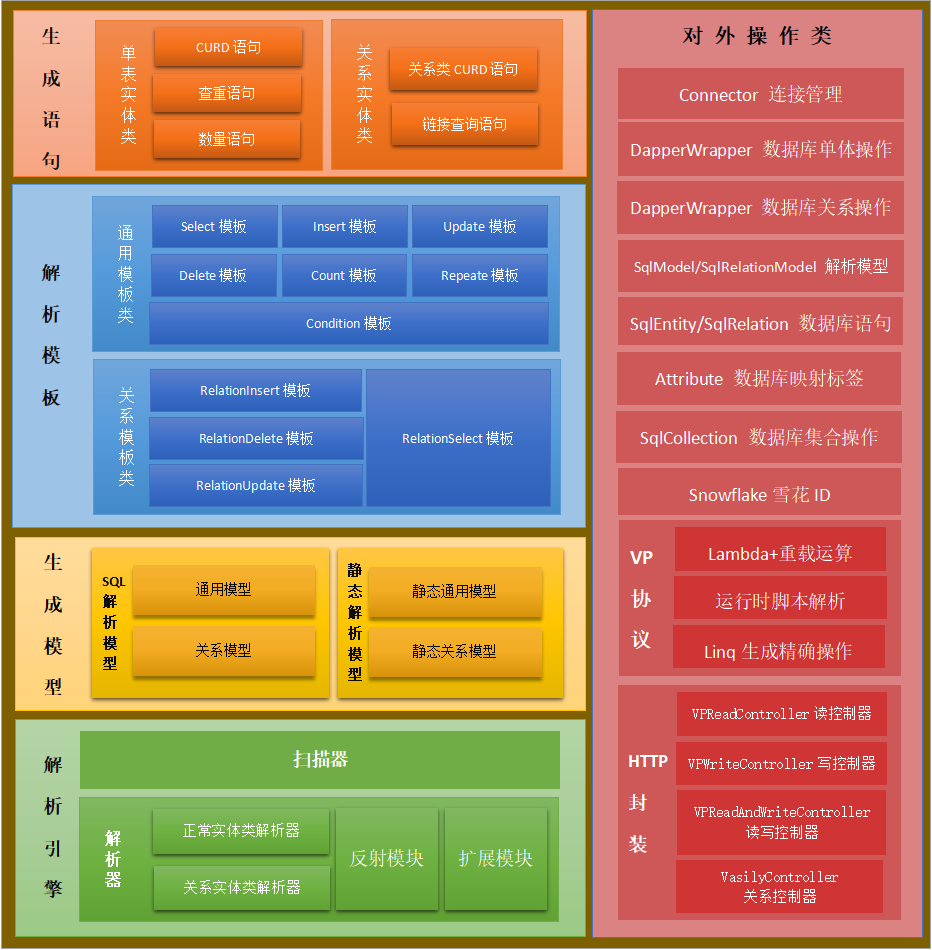 生成语句
单表实体类
CURD 语句
查重语句
数量语句
关系实体类
关系类 CURD 语句
链接查询语句
解析模板
通用模板类
Select 模板
Insert 模板
Update 模板
Delete 模板
Count 模板
Repeate 模板
Condition 模板
关系模板类
RelationInsert 模板
RelationDelete 模板
RelationUpdate 模板
RelationSelect 模板
生成模型
SQL解析模型
通用模型
关系模型
静态解析模型
静态通用模型
静态关系模型
解析引擎
扫描器
解析器
正常实体类解析器
关系实体类解析器
反射模块
扩展模块
对外操作类
Connector 连接管理
DapperWrapper 数据库单体操作
DapperWrapper 数据库关系操作
SqlModel/SqlRelationModel 解析模型
SqlEntity/SqlRelation 数据库语句
Attribute 数据库映射标签
SqlCollection 数据库集合操作
Snowflake 雪花 ID
VP协议
Lambda+重载运算
运行时脚本解析
Linq 生成精确操作
HTTP封装
VPReadController 读控制器
VPWriteController 写控制器
VPReadAndWriteController
读写控制器
VasilyController
关系控制器